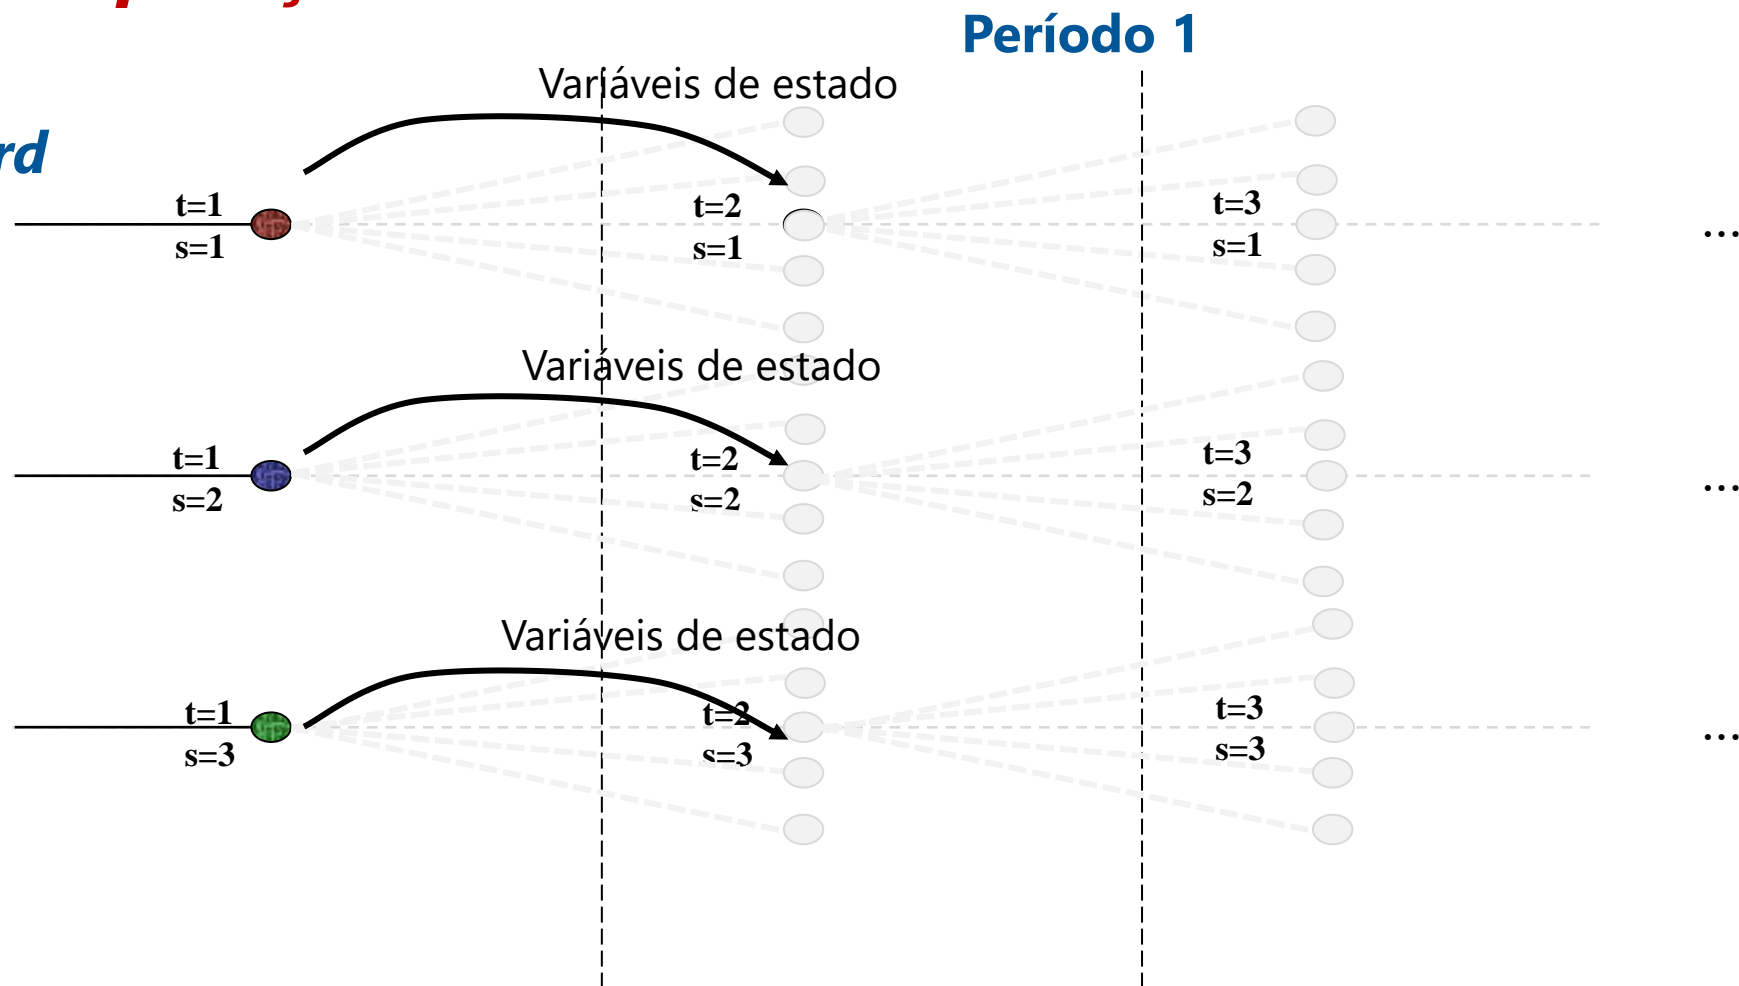 Período 1
Variáveis de estado
t=1
s=1
t=2
s=1
t=3
s=1
...
Variáveis de estado
t=1
s=2
t=2
s=2
t=3
s=2
...
Variáveis de estado
t=1
s=3
t=2
s=3
t=3
s=3
...